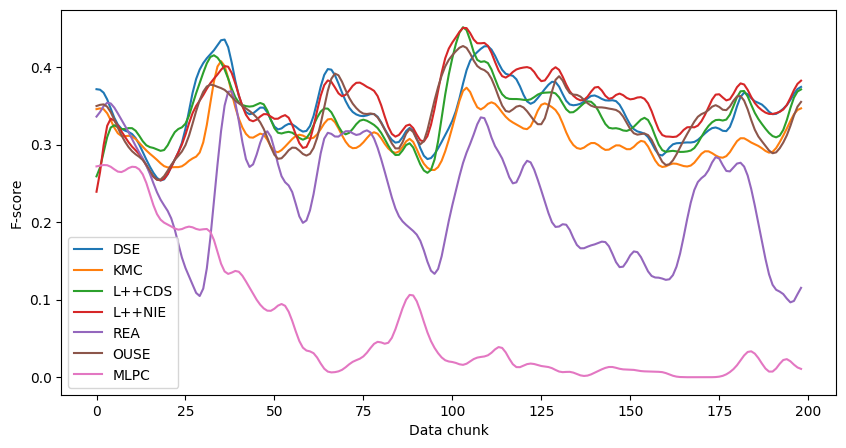 F-score
0.4
0.3
0.2
0.1
0.0
DSE
KMC
L++CDS
L++NIE
REA
OUSE
MLPC
0 25 50 75 100 125 150 175 200
Data chunk